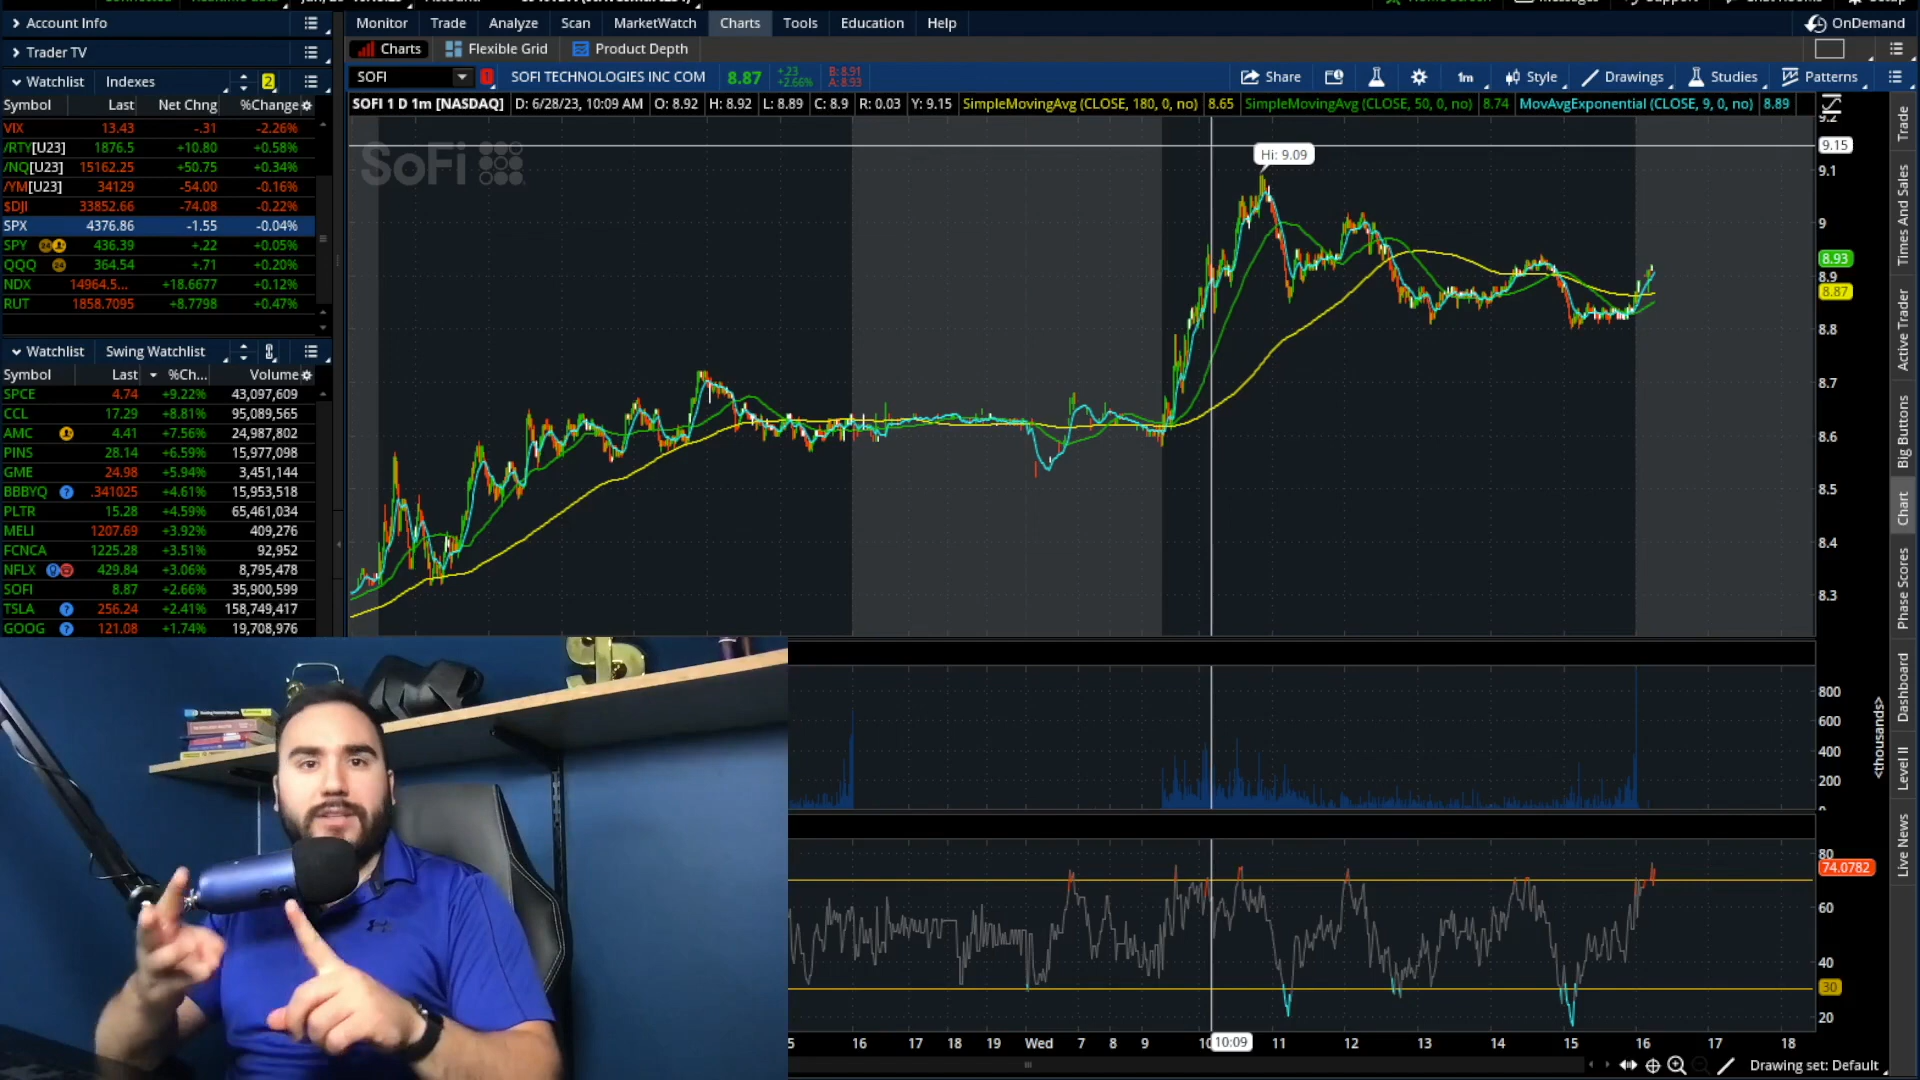 Account Info
Trader TV
Watchlist Indexes 2
Symbol Last Net Chng %Change
VIX 13.43 -.31 -2.26%
/RTY[U23] 1876.5 +10.80 +0.58%
/NQ[U23] 15162.25 +50.75 +0.34%
/YM[U23] 34129 -54.00 -0.16%
$DJI 33852.66 -74.08 -0.22%
SPX 4376.86 -1.55 -0.04%
SPY 436.39 +.22 +0.05%
QQQ 364.54 +.71 +0.20%
NDX 14964.5... +18.6677 +0.12%
RUT 1858.7095 +8.7798 +0.47%
Watchlist Swing Watchlist
Symbol Last %Ch... Volume
SPCE 4.74 +9.22% 43,097,609
CCL 17.29 +8.81% 95,089,565
AMC 4.41 +7.56% 24,987,802
PINS 28.14 +6.59% 15,977,098
GME 24.98 +5.94% 3,451,144
BBBYQ .341025 +4.61% 15,953,518
PLTR 15.28 +4.59% 65,461,034
MELI 1207.69 +3.92% 409,276
FCNCA 1225.28 +3.51% 92,952
NFLX 429.84 +3.06% 8,795,478
SOFI 8.87 +2.66% 35,900,599
TSLA 256.24 +2.41% 158,749,417
GOOG 121.08 +1.74% 19,708,976
Monitor Trade Analyze Scan MarketWatch Charts Tools Education Help
OnDemand
Charts Flexible Grid Product Depth
SOFI 1 SOFI TECHNOLOGIES INC COM 8.87 +.23 +2.66% B: 8.91 A: 8.93 Share 1m Style Drawings Studies Patterns
SOFI 1 D 1m [NASDAQ] D: 6/28/23, 10:09 AM O: 8.92 H: 8.92 L: 8.89 C: 8.9 R: 0.03 Y: 9.15 SimpleMovingAvg (CLOSE, 180, 0, no) 8.65 SimpleMovingAvg (CLOSE, 50, 0, no) 8.74 MovAvgExponential (CLOSE, 9, 0, no) 8.89
SoFi
Hi: 9.09
9.2
9.15
9.1
9
8.93
8.9
8.87
8.8
8.7
8.6
8.5
8.4
8.3
800
600
400
200
<thousands>
80
74.0782
60
40
30
20
16 17 18 19 Wed 7 8 9 10:09 11 12 13 14 15 16 17 18
Drawing set: Default
Trade
Times And Sales
Active Trader
Big Buttons
Chart
Phase Scores
Dashboard
Level II
Live News